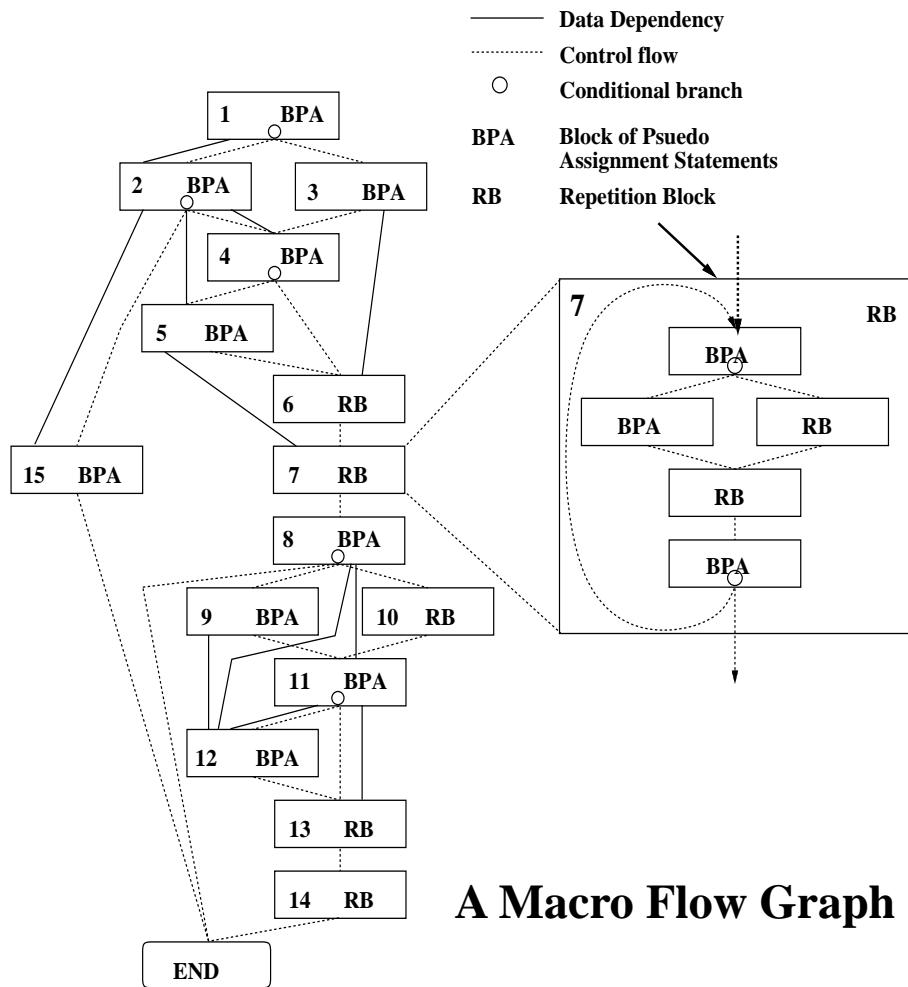 Data Dependency
Control flow
Conditional branch
BPA Block of Psuedo
Assignment Statements
RB Repetition Block
1 BPA
2 BPA
3 BPA
4 BPA
5 BPA
6 RB
15 BPA
7 RB
8 BPA
9 BPA
10 RB
11 BPA
12 BPA
13 RB
14 RB
END
7 RB
BPA
BPA
RB
RB
BPA
A Macro Flow Graph